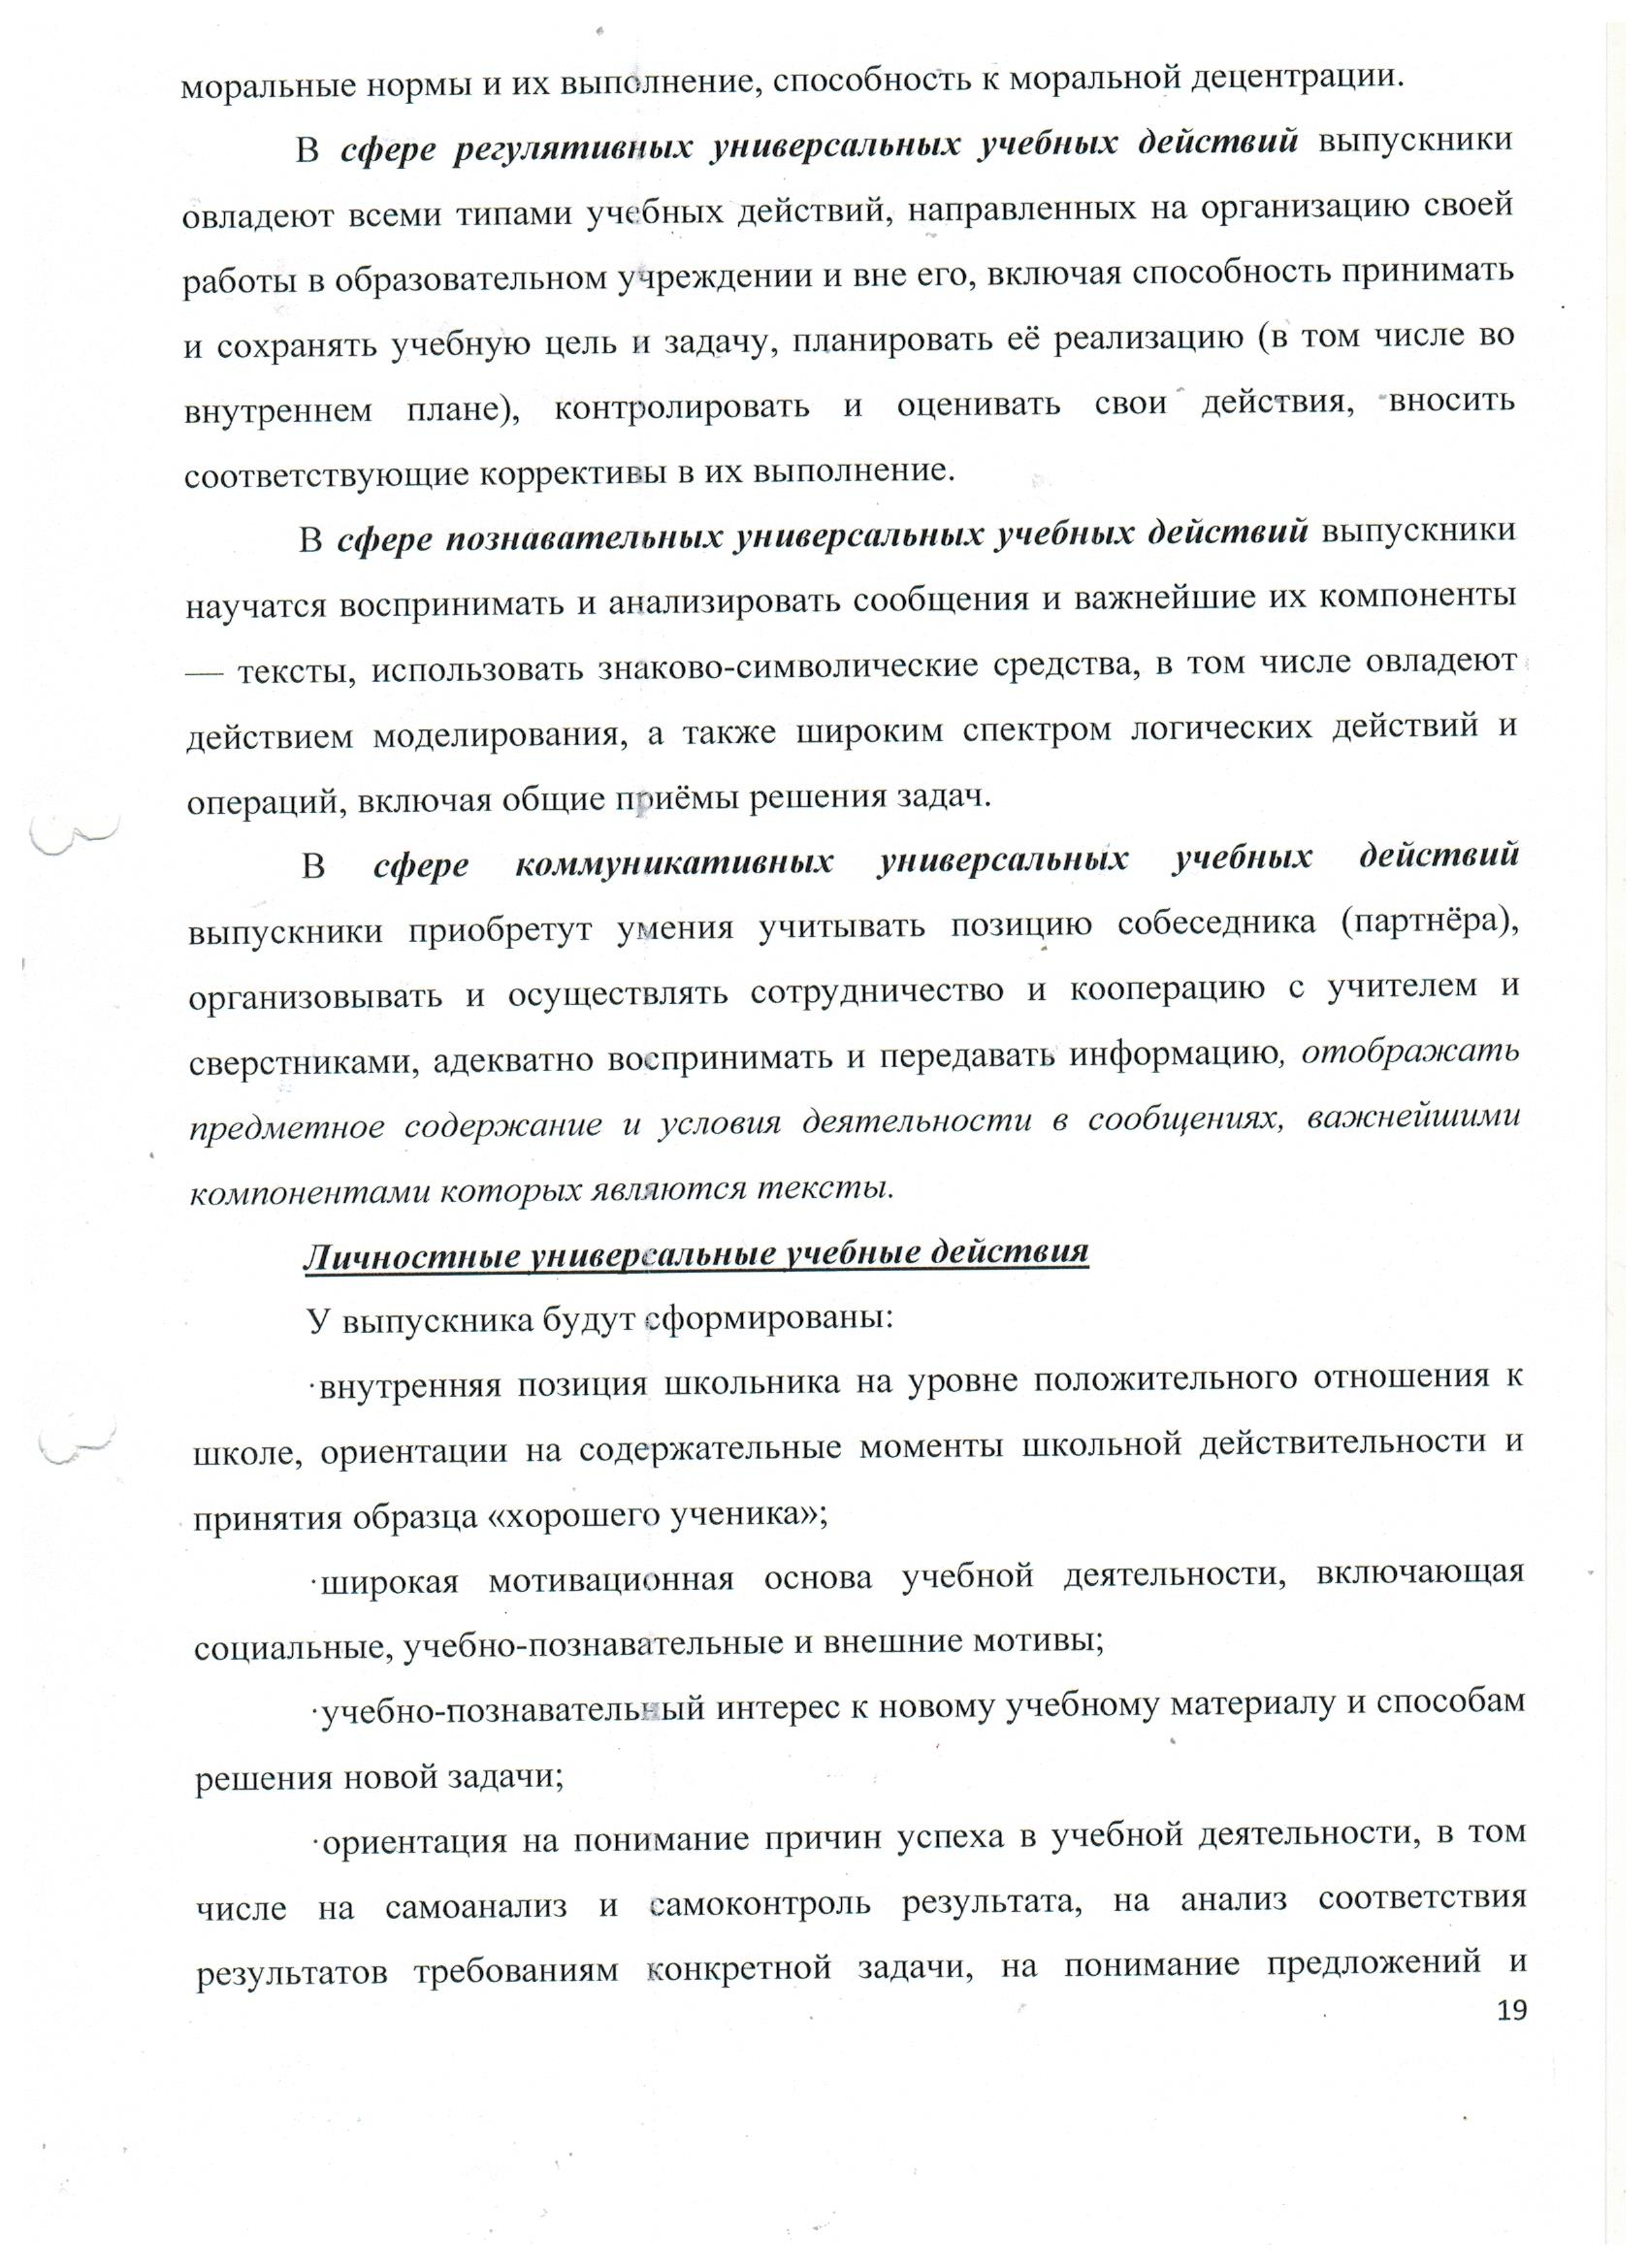 моральные нормы и их выполнение, способность к моральной децентрации.
В сфере регулятивных универсальных учебных действий выпускники
овладеют всеми типами учебных действий, направленных на организацию своей
работы в образовательном учреждении и вне его, включая способность принимать
и сохранять учебную цель и задачу, планировать её реализацию (в том числе во
внутреннем плане), контролировать и оценивать свои действия, вносить
соответствующие коррективы в их выполнение.
В сфере познавательных универсальных учебных действий выпускники
научатся воспринимать и анализировать сообщения и важнейшие их компоненты
— тексты, использовать знаково-символические средства, в том числе овладеют
действием моделирования, а также широким спектром логических действий и
операций, включая общие приёмы решения задач.
В сфере коммуникативных универсальных учебных действий
выпускники приобретут умения учитывать позицию собеседника (партнёра),
организовывать и осуществлять сотрудничество и кооперацию с учителем и
сверстниками, адекватно воспринимать и передавать информацию, отображать
предметное содержание и условия деятельности в сообщениях, важнейшими
компонентами которых являются тексты.
Личностные универсальные учебные действия
У выпускника будут сформированы:
·внутренняя позиция школьника на уровне положительного отношения к
школе, ориентации на содержательные моменты школьной действительности и
принятия образца «хорошего ученика»;
·широкая мотивационная основа учебной деятельности, включающая
социальные, учебно-познавательные и внешние мотивы;
·учебно-познавательный интерес к новому учебному материалу и способам
решения новой задачи;
·ориентация на понимание причин успеха в учебной деятельности, в том
числе на самоанализ и самоконтроль результата, на анализ соответствия
результатов требованиям конкретной задачи, на понимание предложений и
19